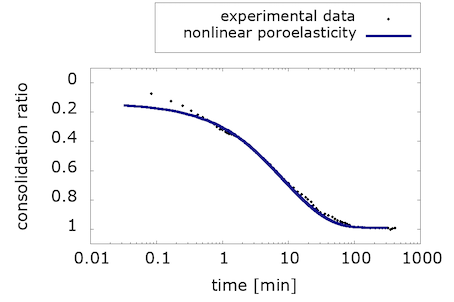 experimental data
nonlinear poroelasticity
consolidation ratio
0
0.2
0.4
0.6
0.8
1
0.01 0.1 1 10 100 1000
time [min]